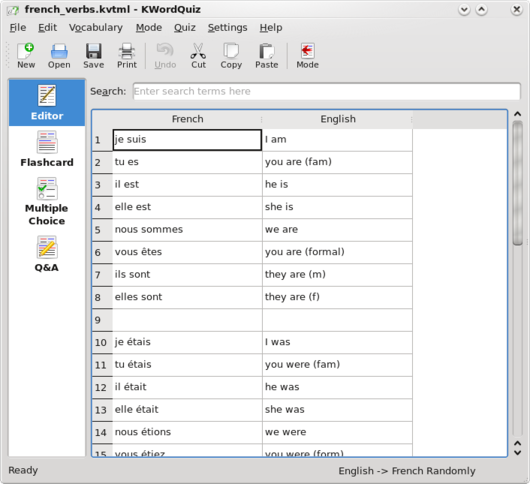 french_verbs.kvtml - KWordQuiz
File Edit Vocabulary Mode Quiz Settings Help
New Open Save Print Undo Cut Copy Paste Mode
Editor
Flashcard
Multiple
Choice
Q&A
Search: Enter search terms here
French English
1 je suis I am
2 tu es you are (fam)
3 il est he is
4 elle est she is
5 nous sommes we are
6 vous êtes you are (formal)
7 ils sont they are (m)
8 elles sont they are (f)
9
10 j​e étais I was
11 tu étais you were (fam)
12 il était he was
13 elle était she was
14 nous étions we were
15 vous étiez you were (form)
Ready English -> French Randomly